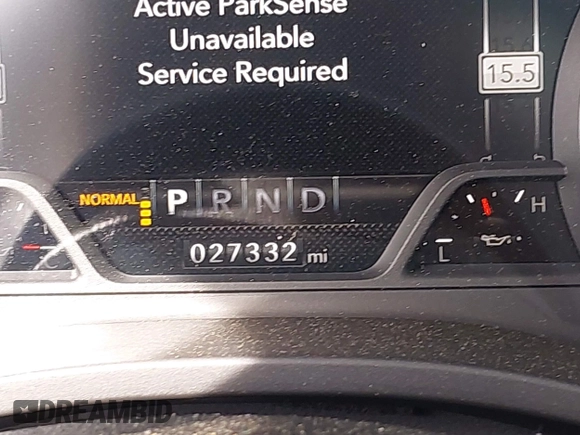 Active ParkSense
Unavailable
Service Required
15.5
NORMAL P R N D
027332 mi
C
L
H
DREAMBID